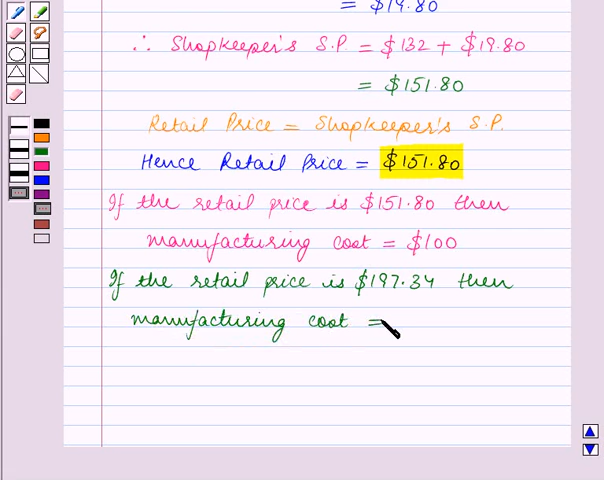 = $19.80
∴ Shopkeeper's S.P = $132 + $19.80
= $151.80
Retail Price = Shopkeeper's S.P.
Hence Retail Price = $151.80
If the retail price is $151.80 then
manufacturing cost = $100
If the retail price is $197.34 then
manufacturing cost =